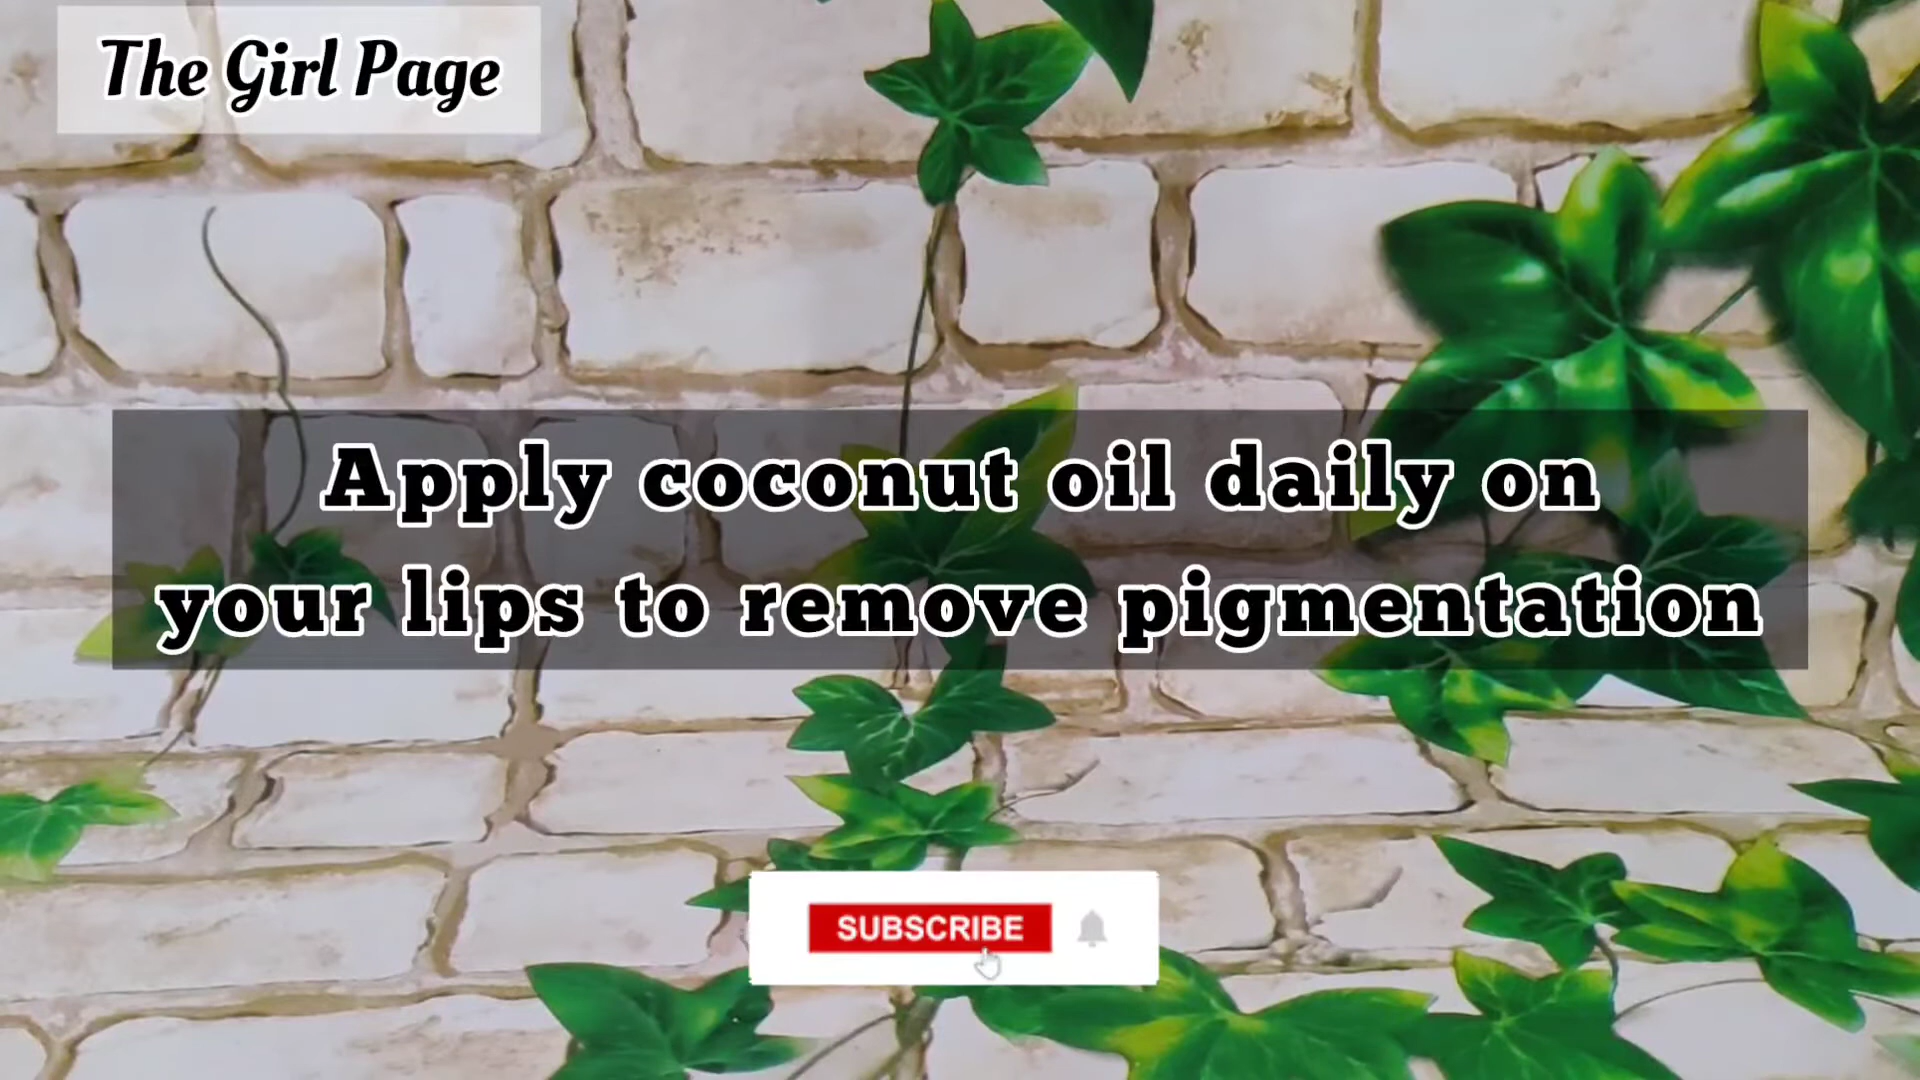 The Girl Page
Apply coconut oil daily on
your lips to remove pigmentation
SUBSCRIBE